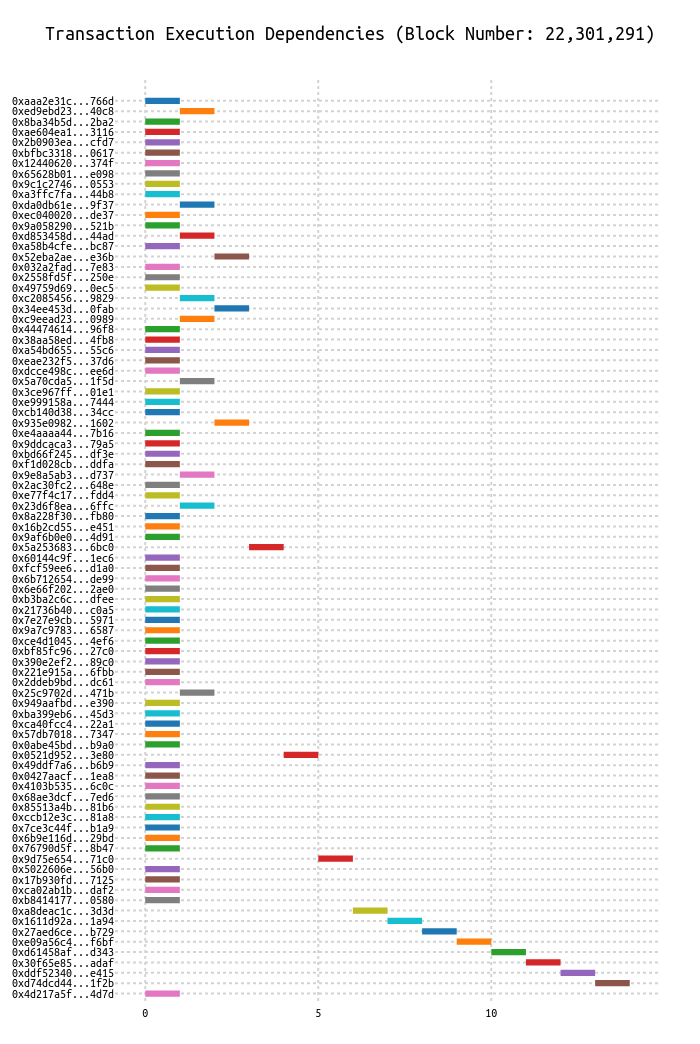 Transaction Execution Dependencies (Block Number: 22,301,291)
0xaaa2e31c...766d
0xed9ebd23...40c8
0x8ba34b5d...2ba2
0xae604ea1...3116
0x2b0903ea...cfd7
0xbfbc3318...0617
0x12440620...374f
0x65628b01...e098
0x9c1c2746...0553
0xa3ffc7fa...44b8
0xda0db61e...9f37
0xec040020...de37
0x9a058290...521b
0xd853458d...44ad
0xa58b4cfe...bc87
0x52eba2ae...e36b
0x032a2fad...7e83
0x2558fd5f...250e
0x49759d69...0ec5
0xc2085456...9829
0x34ee453d...0fab
0xc9eead23...0989
0x44474614...96f8
0x38aa58ed...4fb8
0xa54bd655...55c6
0xeae232f5...37d6
0xdcce498c...ee6d
0x5a70cda5...1f5d
0x3ce967ff...01e1
0xe999158a...7444
0xcb140d38...34cc
0x935e0982...1602
0xe4aaaa44...7b16
0x9ddcaca3...79a5
0xbd66f245...df3e
0xf1d028cb...ddfa
0x9e8a5ab3...d737
0x2ac30fc2...648e
0xe77f4c17...fdd4
0x23d6f8ea...6ffc
0x8a228f30...fb80
0x16b2cd55...e451
0x9af6b0e0...4d91
0x5a253683...6bc0
0x60144c9f...1ec6
0xfcf59ee6...d1a0
0x6b712654...de99
0x6e66f202...2ae0
0xb3ba2c6c...dfee
0x21736b40...c0a5
0x7e27e9cb...5971
0x9a7c9783...6587
0xce4d1045...4ef6
0xbf85fc96...27c0
0x390e2ef2...89c0
0x221e915a...6fbb
0x2ddeb9bd...dc61
0x25c9702d...471b
0x949aafbd...e390
0xba399eb6...45d3
0xca40fcc4...22a1
0x57db7018...7347
0x0abe45bd...b9a0
0x0521d952...3e80
0x49ddf7a6...b6b9
0x0427aacf...1ea8
0x4103b535...6c0c
0x68ae3dcf...7ed6
0x85513a4b...81b6
0xccb12e3c...81a8
0x7ce3c44f...b1a9
0x6b9e116d...29bd
0x76790d5f...8b47
0x9d75e654...71c0
0x5022606e...56b0
0x17b930fd...7125
0xca02ab1b...daf2
0xb8414177...0580
0xa8deac1c...3d3d
0x1611d92a...1a94
0x27aed6ce...b729
0xe09a56c4...f6bf
0xd61458af...d343
0x30f65e85...adaf
0xddf52340...e415
0xd74dcd44...1f2b
0x4d217a5f...4d7d
0 5 10